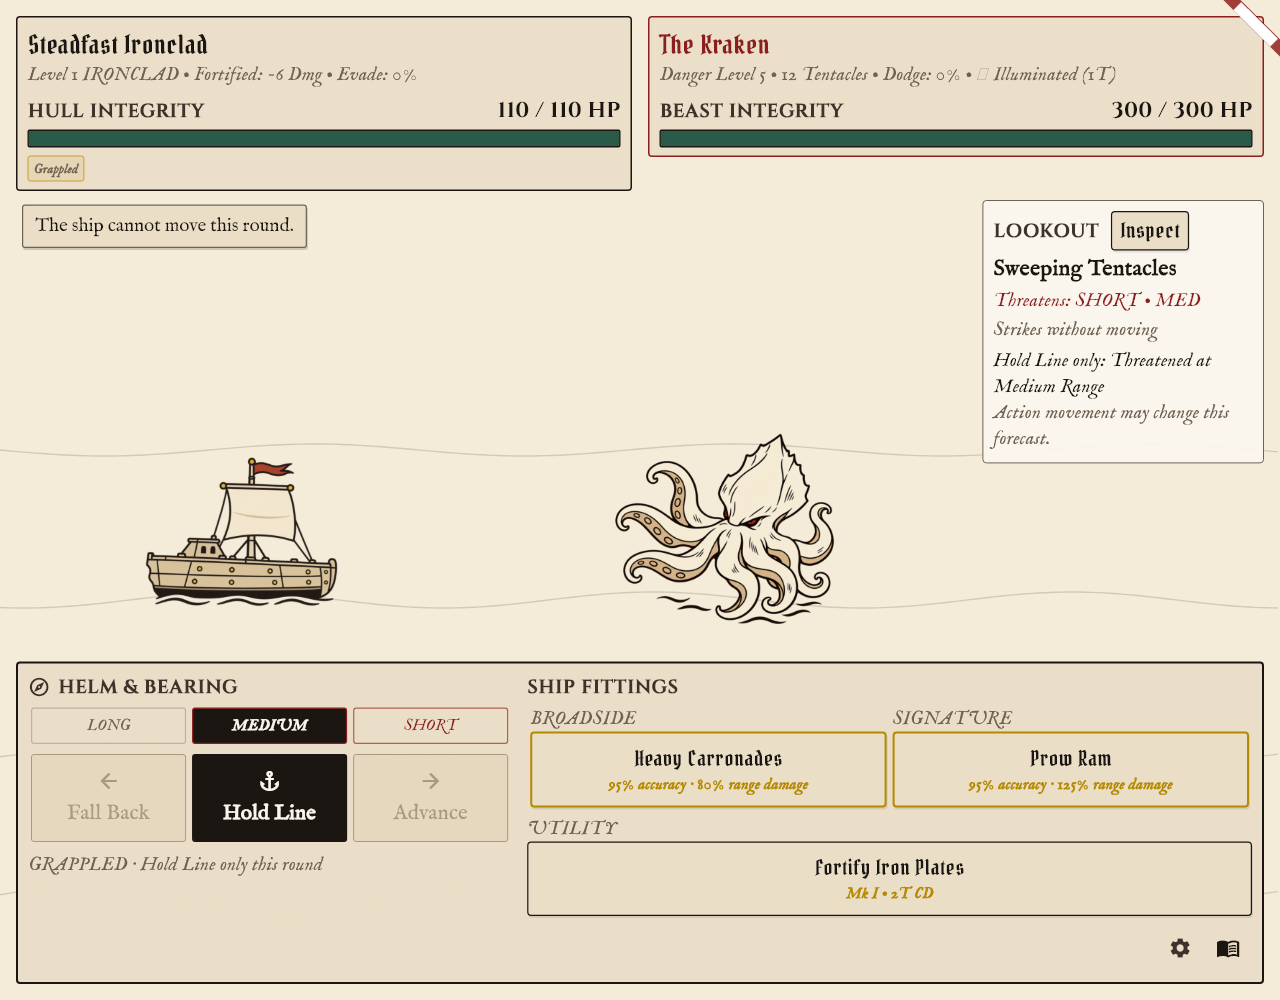 Steadfast Ironclad
Level 1 IRONCLAD • Fortified: -6 Dmg • Evade: 0%
HULL INTEGRITY
110 / 110 HP
Grappled
The Kraken
Danger Level 5 • 12 Tentacles • Dodge: 0% • Illuminated (1T)
BEAST INTEGRITY
300 / 300 HP
The ship cannot move this round.
LOOKOUT
Inspect
Sweeping Tentacles
Threatens: SHORT • MED
Strikes without moving
Hold Line only: Threatened at
Medium Range
Action movement may change this
forecast.
HELM & BEARING
LONG
MEDIUM
SHORT
Fall Back
Hold Line
Advance
GRAPPLED · Hold Line only this round
SHIP FITTINGS
BROADSIDE
Heavy Carronades
95% accuracy · 80% range damage
SIGNATURE
Prow Ram
95% accuracy · 125% range damage
UTILITY
Fortify Iron Plates
Mk I • 2T CD